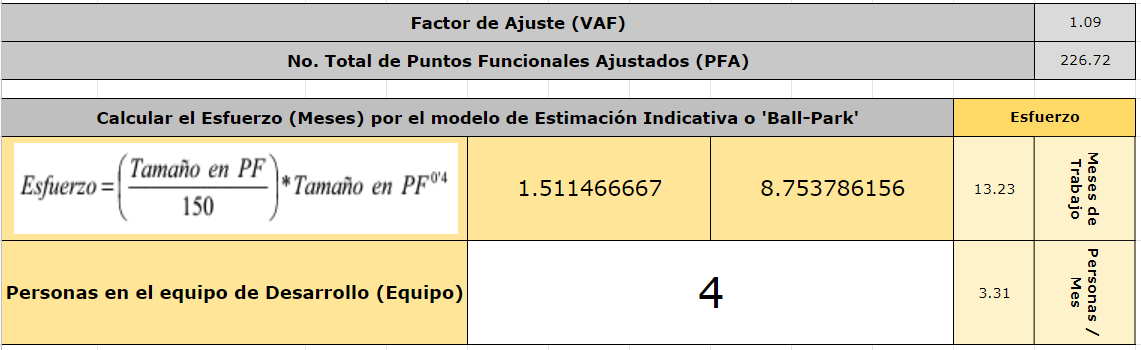 Factor de Ajuste (VAF) 1.09
No. Total de Puntos Funcionales Ajustados (PFA) 226.72
Calcular el Esfuerzo (Meses) por el modelo de Estimación Indicativa o 'Ball-Park' Esfuerzo
Esfuerzo = (Tamaño en PF / 150) * Tamaño en PF^0'4 1.511466667 8.753786156 13.23 Meses de Trabajo
Personas en el equipo de Desarrollo (Equipo) 4 3.31 Personas / Mes